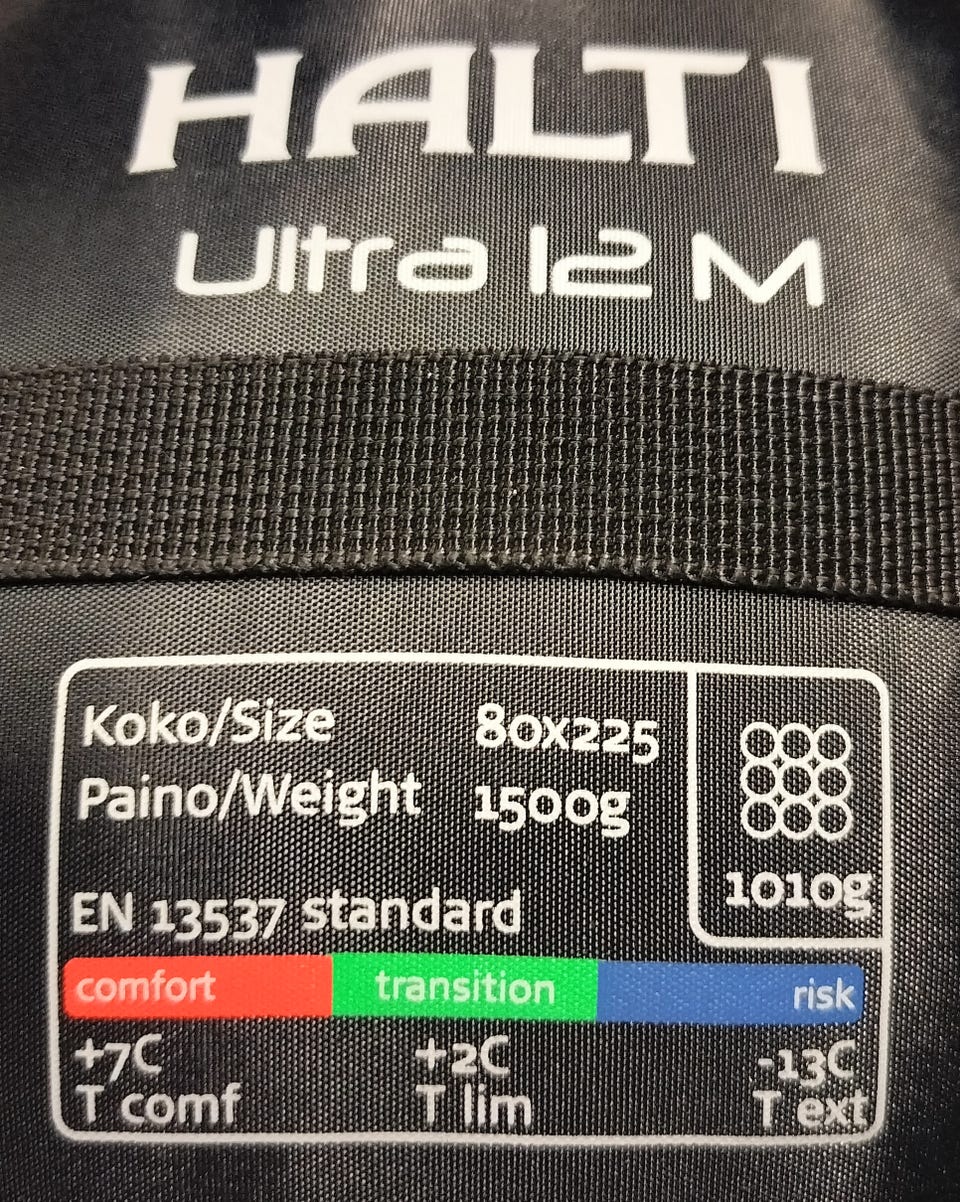 HALTI
Ultra 12 M
Koko/Size 80x225
Paino/Weight 1500g
1010g
EN 13537 standard
comfort transition risk
+7C +2C -13C
T comf T lim T ext